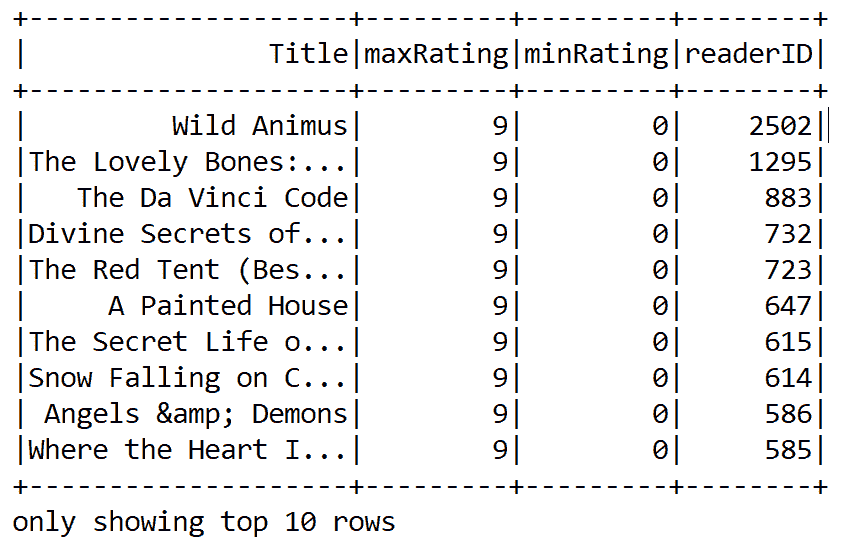 +--------------------+---------+---------+--------+
|               Title|maxRating|minRating|readerID|
+--------------------+---------+---------+--------+
|         Wild Animus|        9|        0|    2502|
|The Lovely Bones:...|        9|        0|    1295|
|   The Da Vinci Code|        9|        0|     883|
|Divine Secrets of...|        9|        0|     732|
|The Red Tent (Bes...|        9|        0|     723|
|     A Painted House|        9|        0|     647|
|The Secret Life o...|        9|        0|     615|
|Snow Falling on C...|        9|        0|     614|
| Angels &amp; Demons|        9|        0|     586|
|Where the Heart I...|        9|        0|     585|
+--------------------+---------+---------+--------+
only showing top 10 rows